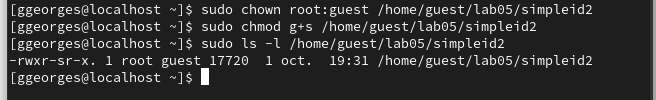 [ggeorges@localhost ~]$ sudo chown root:guest /home/guest/lab05/simpleid2
[ggeorges@localhost ~]$ sudo chmod g+s /home/guest/lab05/simpleid2
[ggeorges@localhost ~]$ sudo ls -l /home/guest/lab05/simpleid2
-rwxr-sr-x. 1 root guest 17720  1 oct.  19:31 /home/guest/lab05/simpleid2
[ggeorges@localhost ~]$